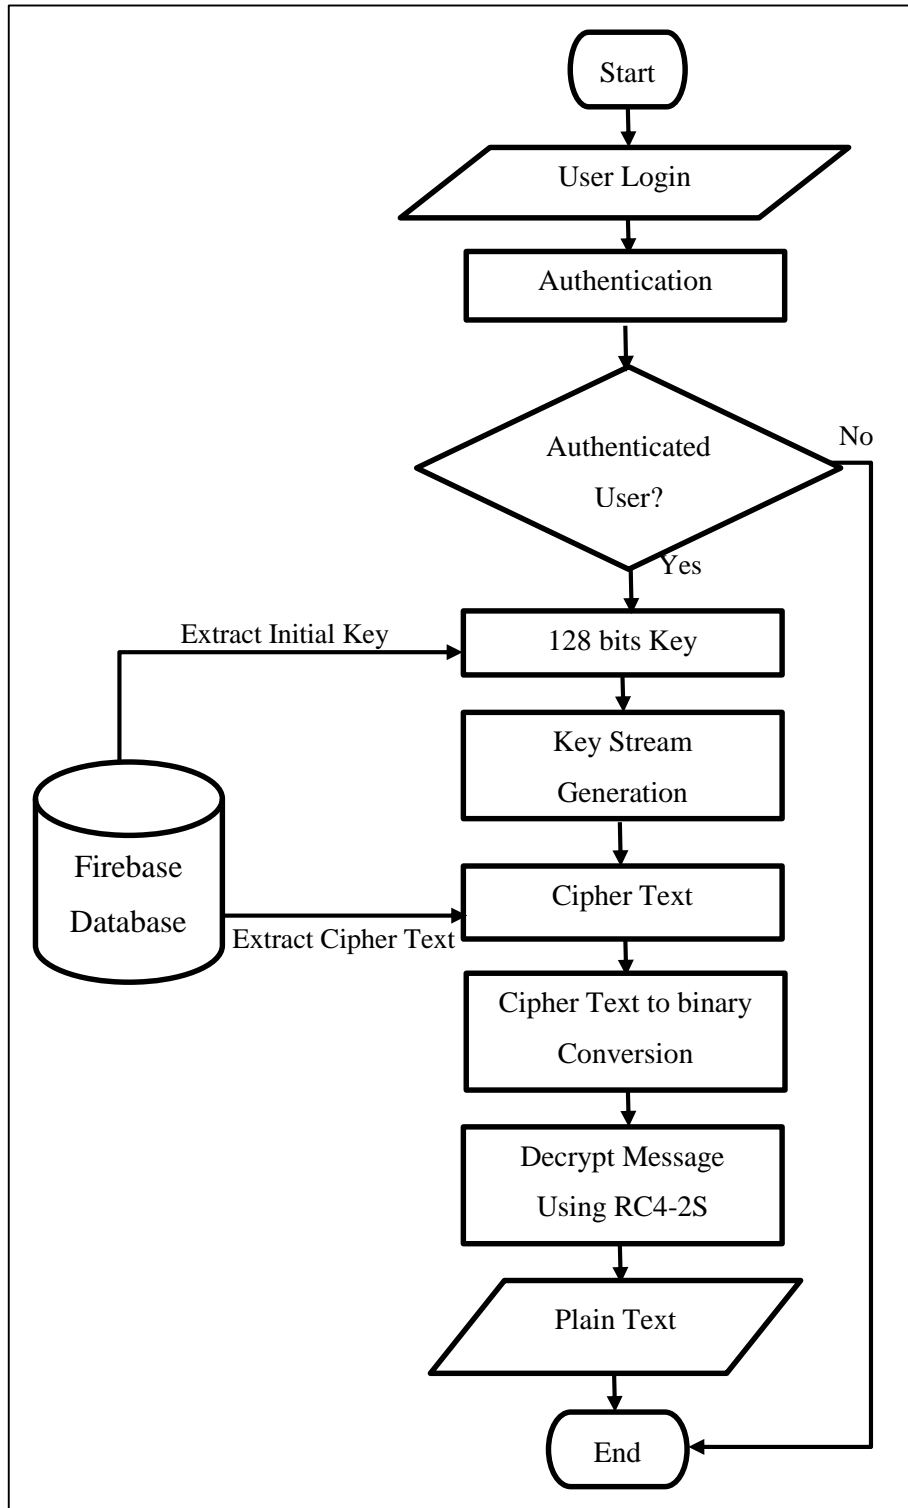 Start
User Login
Authentication
Authenticated
User?
No
Yes
Extract Initial Key
128 bits Key
Key Stream
Generation
Firebase
Database
Cipher Text
Extract Cipher Text
Cipher Text to binary
Conversion
Decrypt Message
Using RC4-2S
Plain Text
End